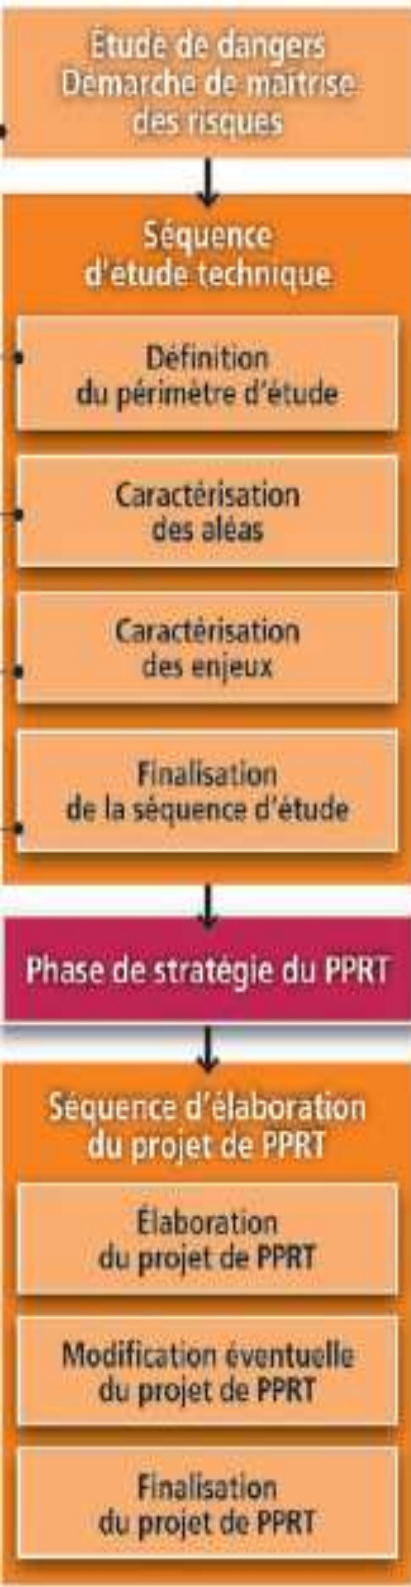 Étude de dangers
Démarche de maîtrise
des risques
Séquence
d'étude technique
Définition
du périmètre d'étude
Caractérisation
des aléas
Caractérisation
des enjeux
Finalisation
de la séquence d'étude
Phase de stratégie du PPRT
Séquence d'élaboration
du projet de PPRT
Élaboration
du projet de PPRT
Modification éventuelle
du projet de PPRT
Finalisation
du projet de PPRT